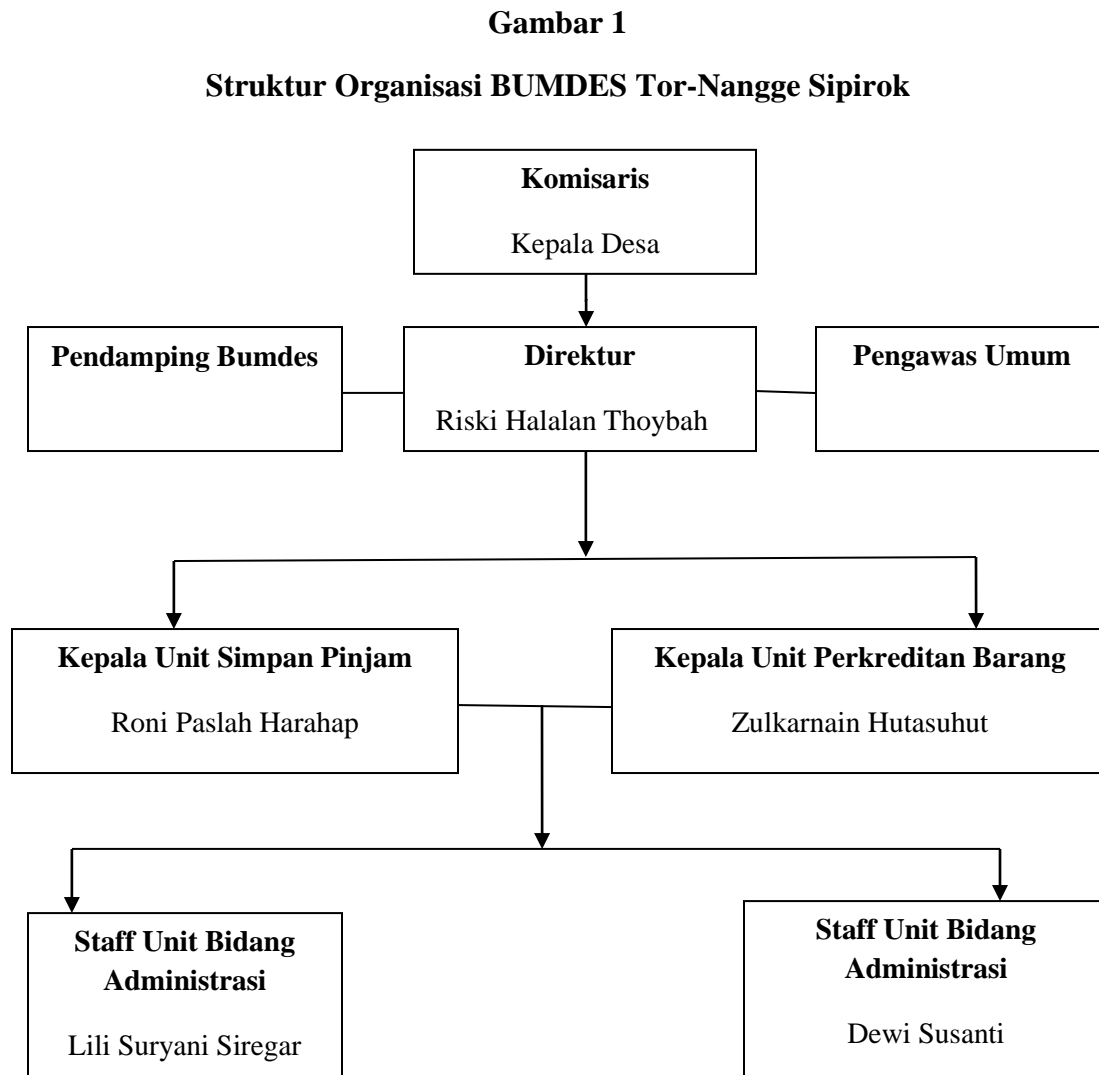 Gambar 1
Struktur Organisasi BUMDES Tor-Nangge Sipirok
Komisaris
Kepala Desa
Pendamping Bumdes
Direktur
Riski Halalan Thoybah
Pengawas Umum
Kepala Unit Simpan Pinjam
Roni Paslah Harahap
Kepala Unit Perkreditan Barang
Zulkarnain Hutasuhut
Staff Unit Bidang
Administrasi
Lili Suryani Siregar
Staff Unit Bidang
Administrasi
Dewi Susanti